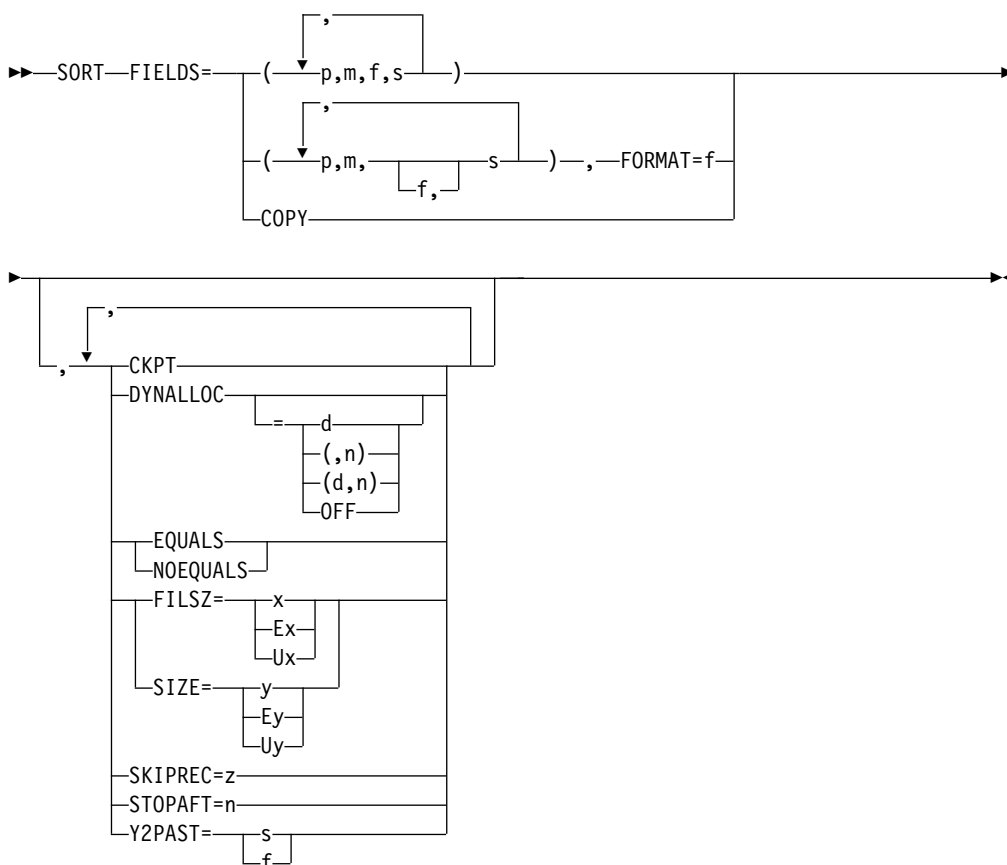 ,
SORT FIELDS= ( p,m,f,s )
,
( p,m, s ) , FORMAT=f
f,
COPY
,
, CKPT
DYNALLOC
= d
(,n)
(d,n)
OFF
EQUALS
NOEQUALS
FILSZ= x
Ex
Ux
SIZE= y
Ey
Uy
SKIPREC=z
STOPAFT=n
Y2PAST= s
f